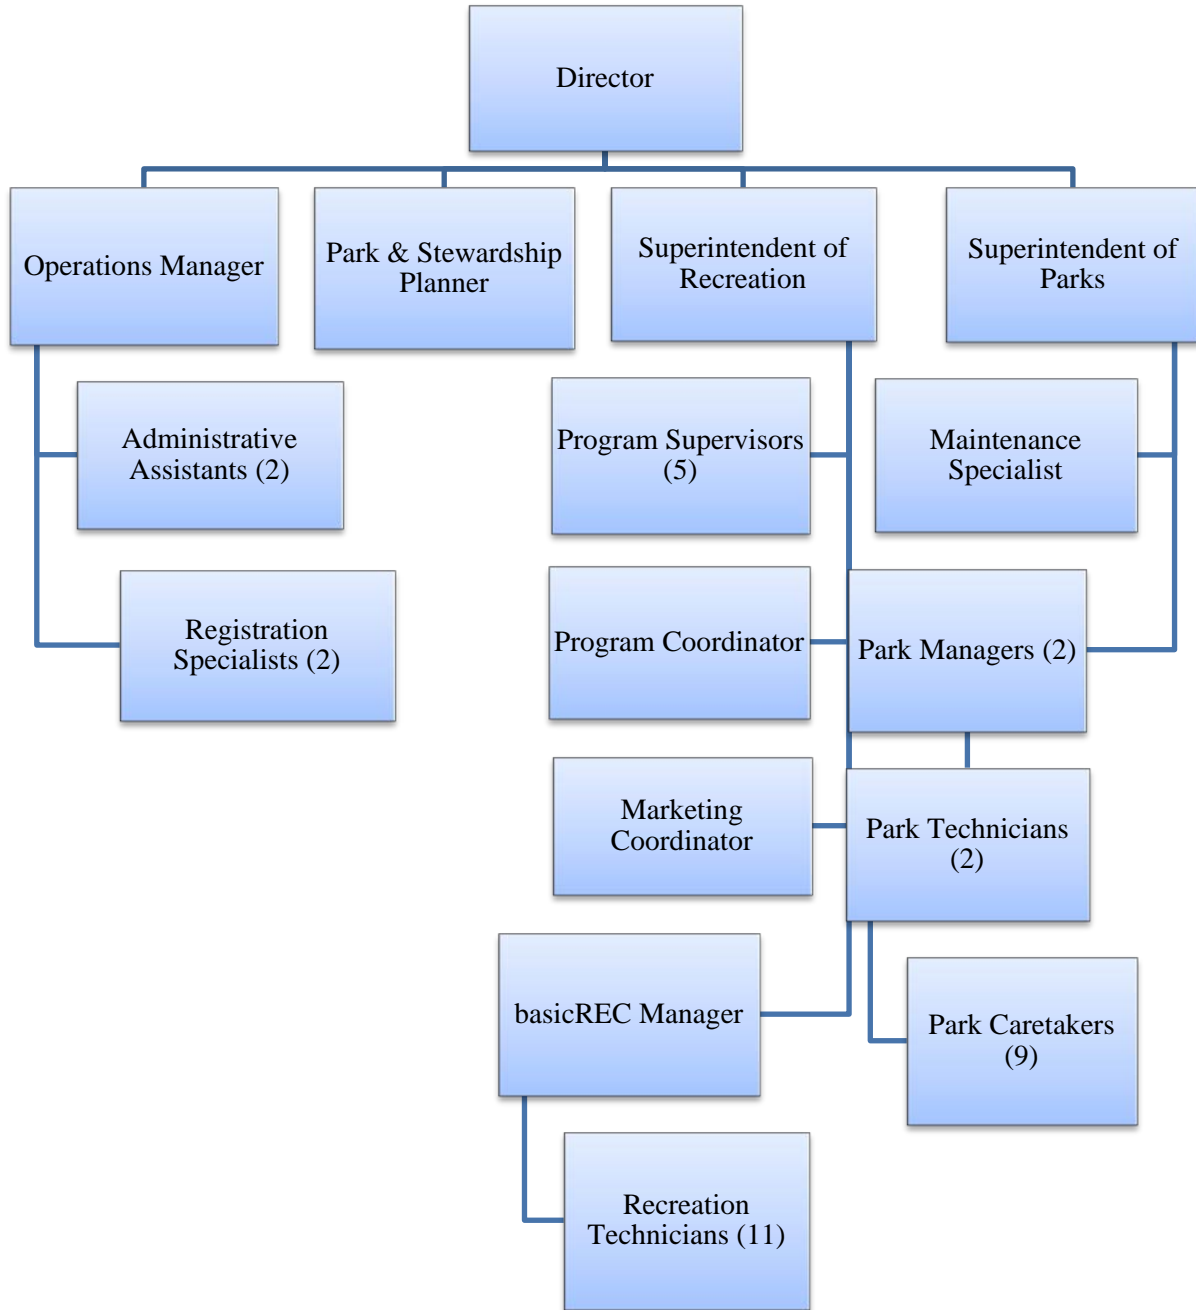 Director
Operations Manager
Park & Stewardship
Planner
Superintendent of
Recreation
Superintendent of
Parks
Administrative
Assistants (2)
Program Supervisors
(5)
Maintenance
Specialist
Registration
Specialists (2)
Program Coordinator
Park Managers (2)
Marketing
Coordinator
Park Technicians
(2)
basicREC Manager
Park Caretakers
(9)
Recreation
Technicians (11)